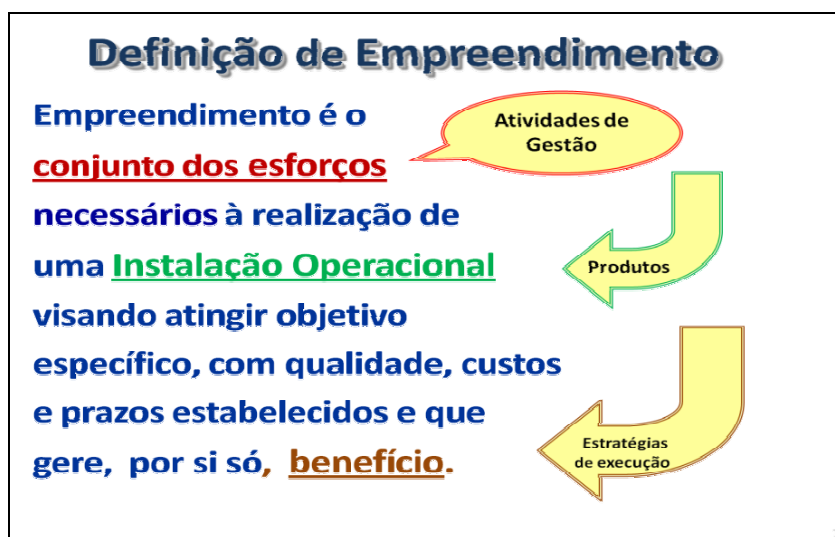 Definição de Empreendimento
Empreendimento é o
conjunto dos esforços
necessários à realização de
uma Instalação Operacional
visando atingir objetivo
específico, com qualidade, custos
e prazos estabelecidos e que
gere, por si só, benefício.
Atividades de
Gestão
Produtos
Estratégias
de execução